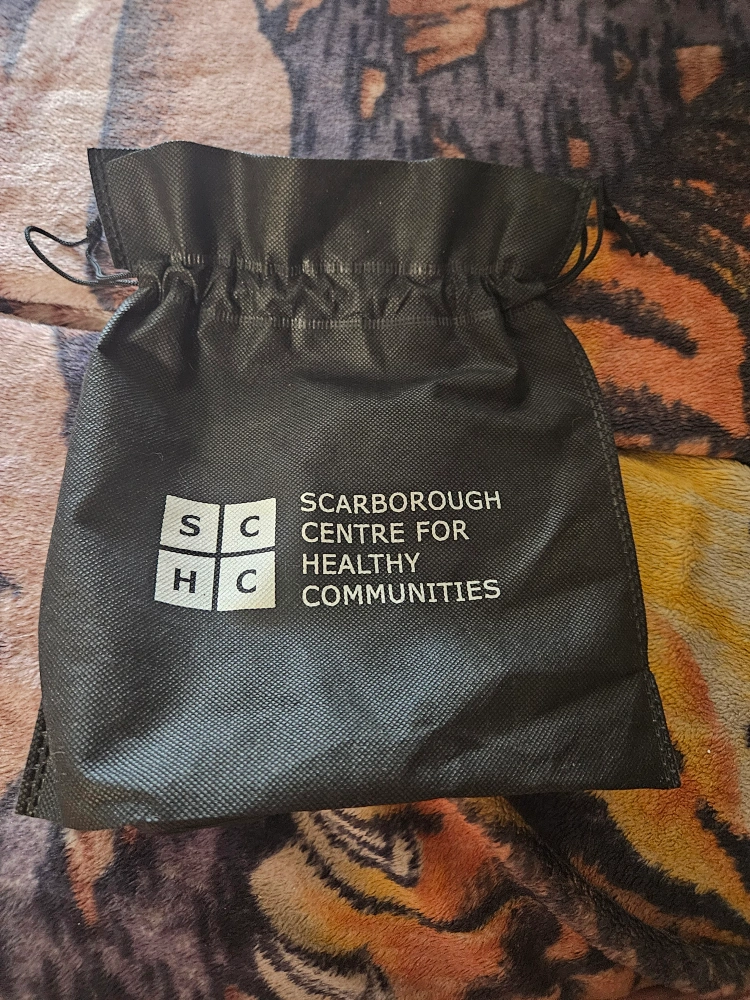 S C
H C
SCARBOROUGH
CENTRE FOR
HEALTHY
COMMUNITIES